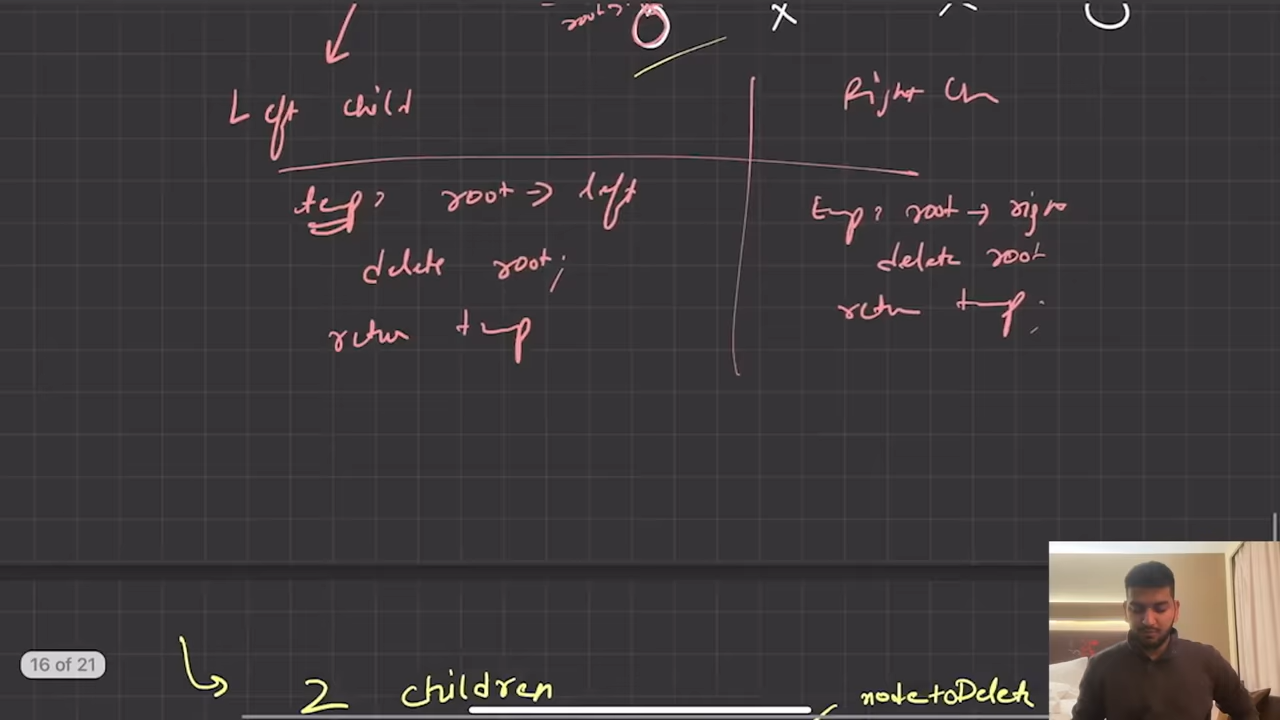 Left child
Right Ch
temp = root → left
delete root;
return temp
temp = root → right
delete root
return temp;
16 of 21
2 children
nodetoDelete